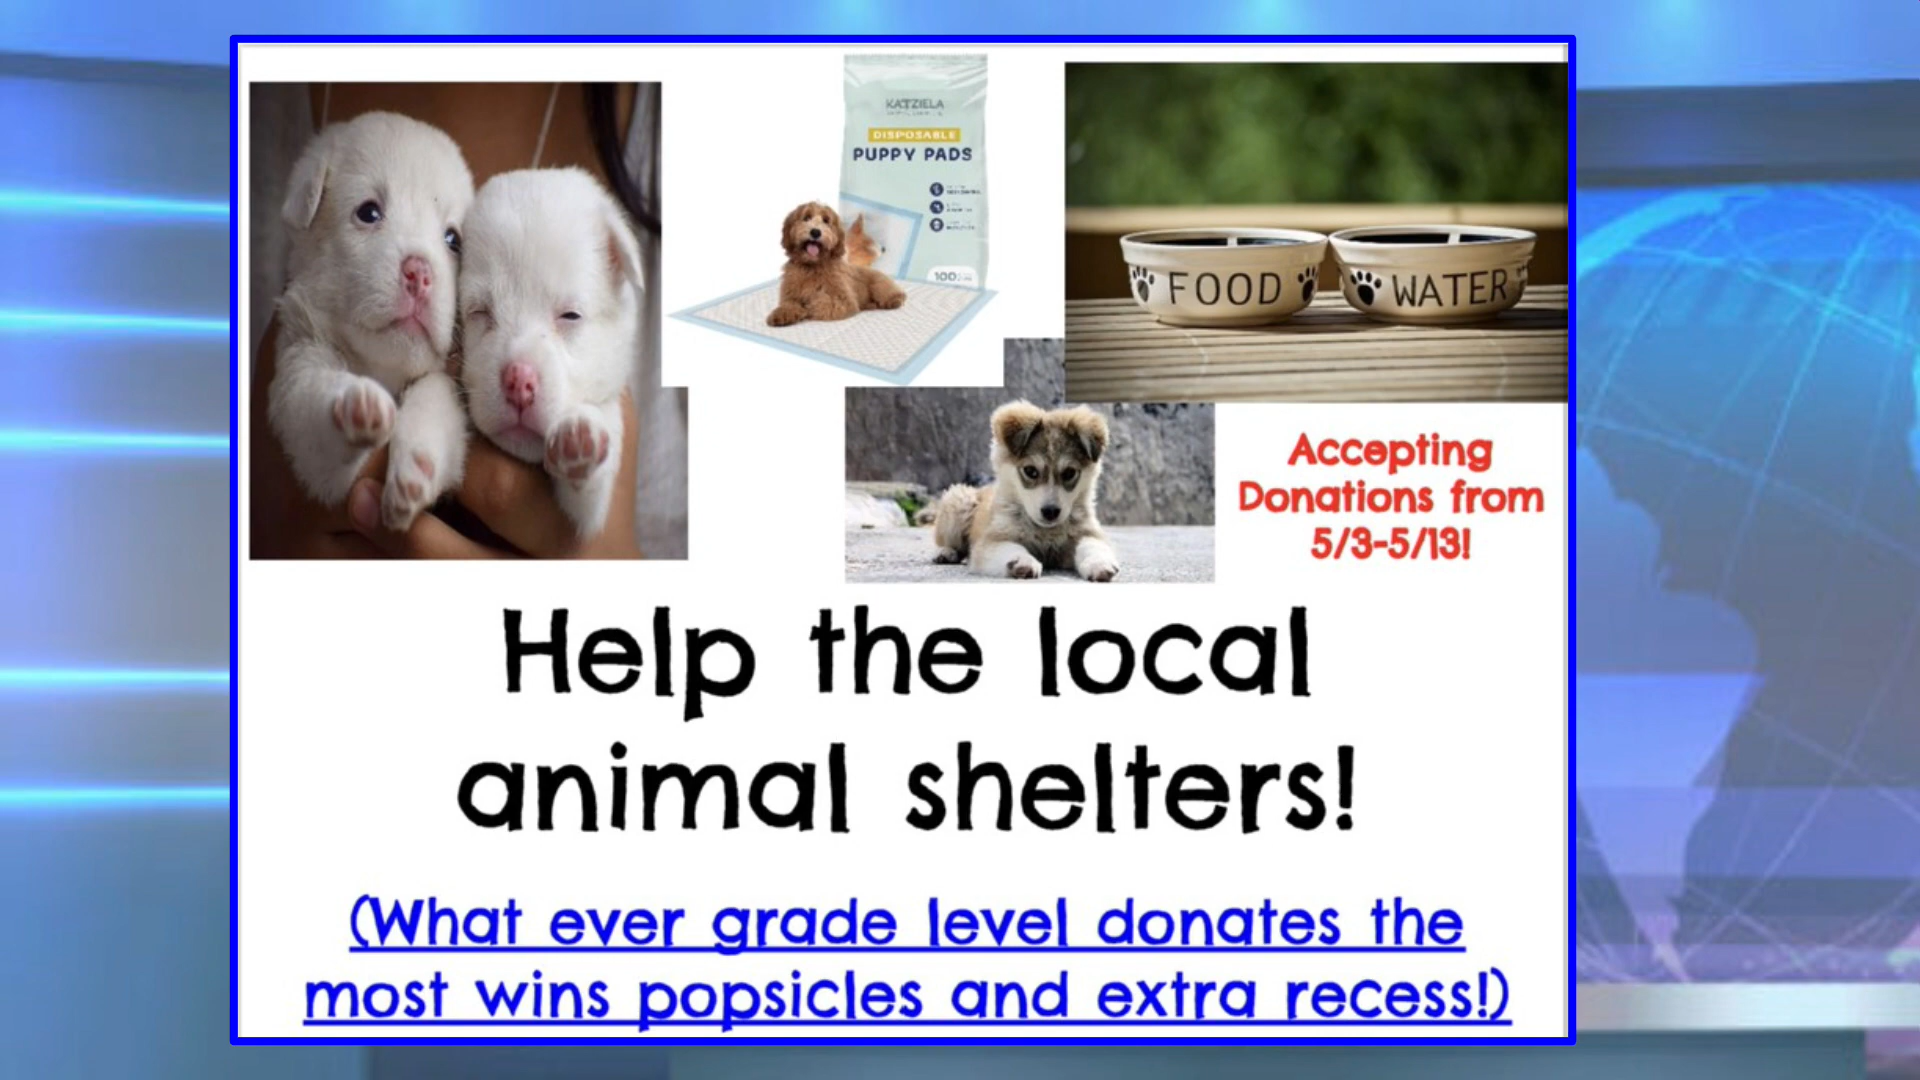 KATZIELA
DISPOSABLE
PUPPY PADS
100
FOOD
WATER
Accepting
Donations from
5/3-5/13!
Help the local
animal shelters!
(What ever grade level donates the
most wins popsicles and extra recess!)